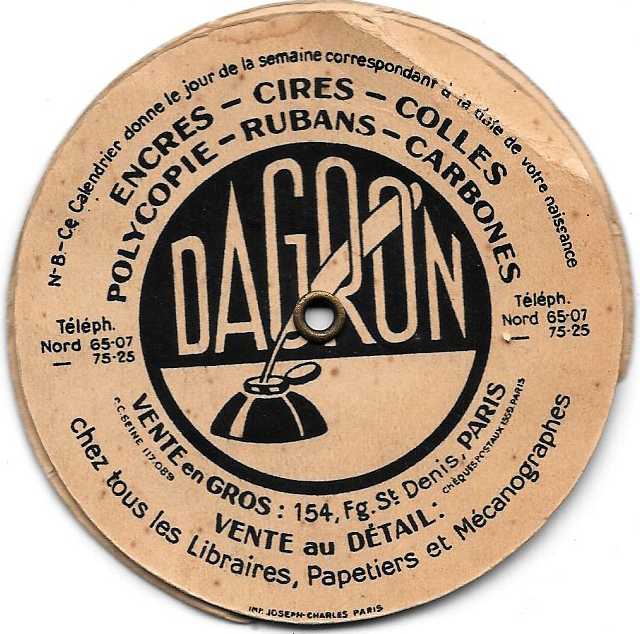 N-B.-Ce Calendrier donne le jour de la semaine correspondant à la date de votre naissance
ENCRES - CIRES - COLLES
POLYCOPIE - RUBANS - CARBONES
DAGRON
Téléph.
Nord 65-07
— 75-25
Téléph.
Nord 65-07
— 75-25
VENTE en GROS : 154, Fg. St Denis, PARIS
R.C. SEINE 117.089
CHÈQUES POSTAUX 1559 PARIS
VENTE au DÉTAIL :
chez tous les Libraires, Papetiers et Mécanographes
IMP. JOSEPH-CHARLES PARIS